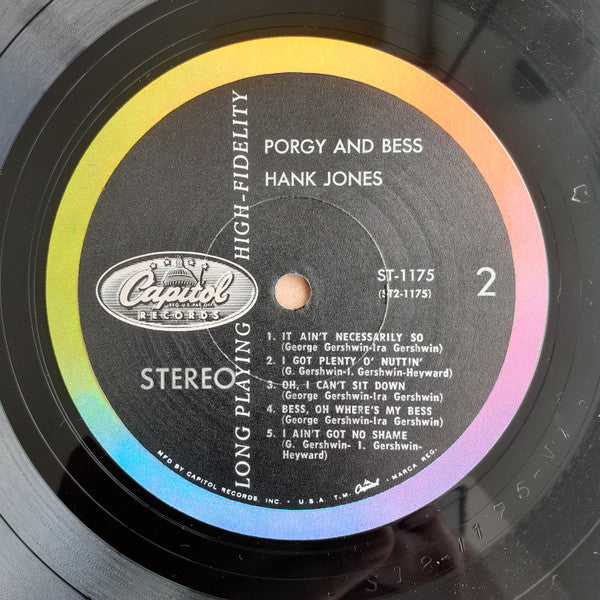 PORGY AND BESS
HANK JONES
LONG PLAYING HIGH-FIDELITY
ST-1175
(ST2-1175)
2
Capitol
RECORDS
STEREO
1. IT AIN'T NECESSARILY SO
(George Gershwin-Ira Gershwin)
2. I GOT PLENTY O' NUTTIN'
(G. Gershwin-I. Gershwin-Heyward)
3. OH, I CAN'T SIT DOWN
(George Gershwin-Ira Gershwin)
4. BESS, OH WHERE'S MY BESS
(George Gershwin-Ira Gershwin)
5. I AIN'T GOT NO SHAME
(G. Gershwin- I. Gershwin-
Heyward)
MFD BY CAPITOL RECORDS, INC. • U.S.A. T.M. Capitol • MARCA REG.